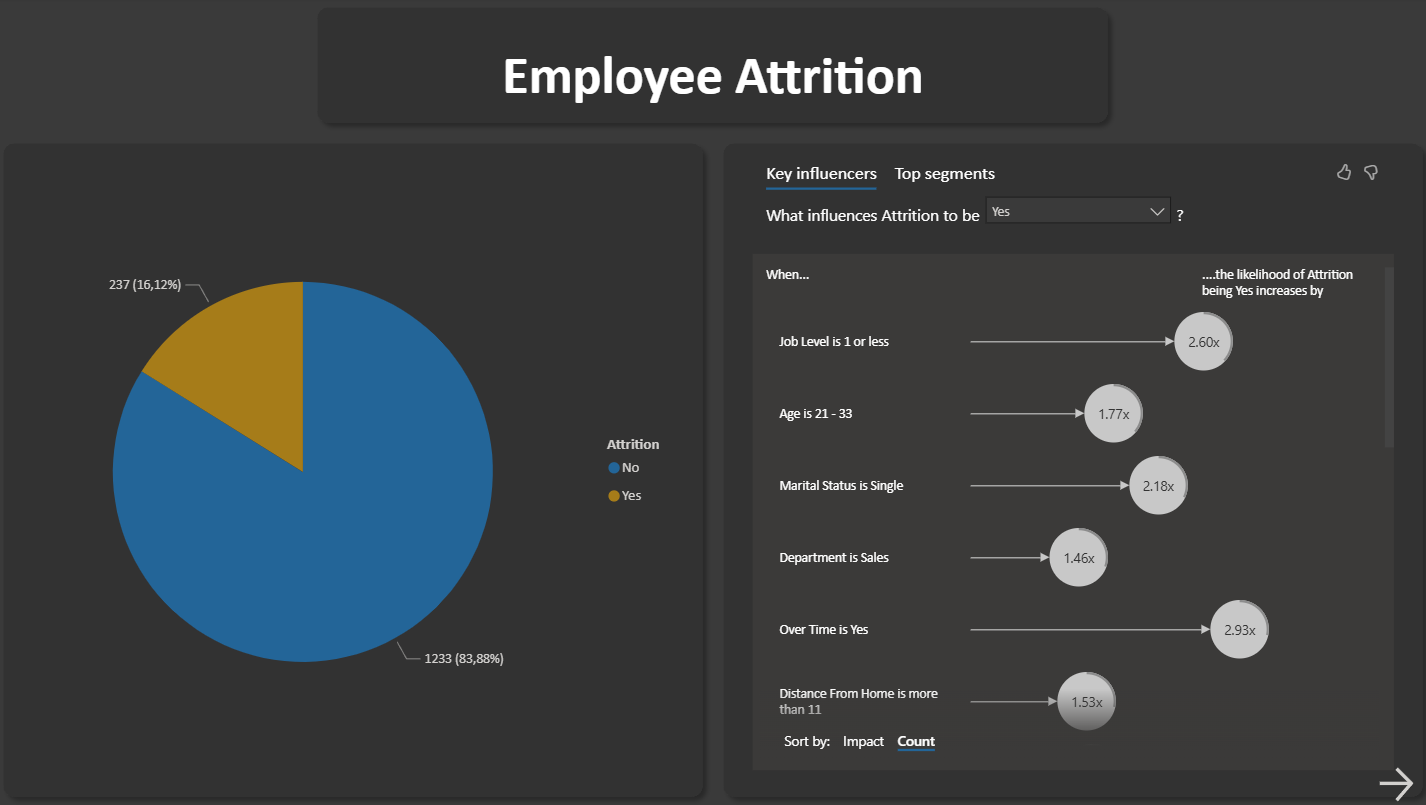 Employee Attrition
237 (16,12%)
1233 (83,88%)
Attrition
No
Yes
Key influencers
Top segments
What influences Attrition to be
Yes
?
When...
....the likelihood of Attrition
being Yes increases by
Job Level is 1 or less
2.60x
Age is 21 - 33
1.77x
Marital Status is Single
2.18x
Department is Sales
1.46x
Over Time is Yes
2.93x
Distance From Home is more
than 11
1.53x
Sort by:
Impact
Count